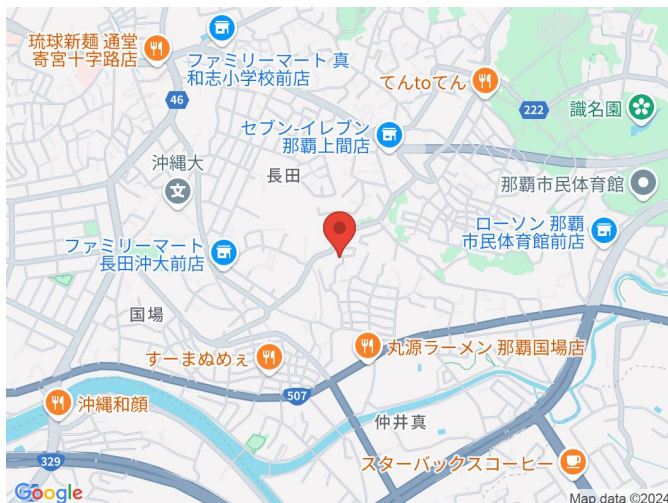 琉球新麺 通堂
寄宮十字路店
ファミリーマート 真
和志小学校前店
てんtoてん
46
222
識名園
セブン-イレブン
那覇上間店
沖縄大
長田
那覇市民体育館
ローソン 那覇
市民体育館前店
ファミリーマート
長田沖大前店
国場
すーまぬめぇ
丸源ラーメン 那覇国場店
507
沖縄和顔
仲井真
329
スターバックスコーヒー
Google
Map data ©2024